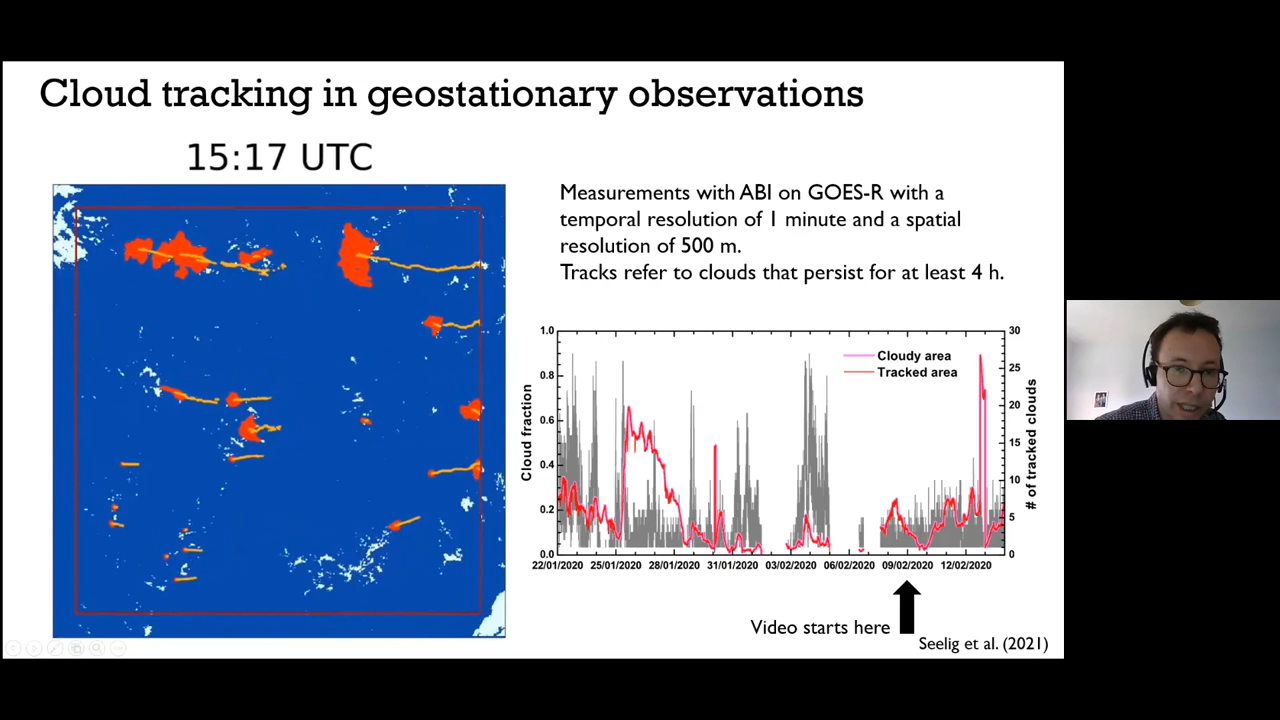 Cloud tracking in geostationary observations
15:17 UTC
Measurements with ABI on GOES-R with a
temporal resolution of 1 minute and a spatial
resolution of 500 m.
Tracks refer to clouds that persist for at least 4 h.
Cloudy area
Tracked area
Cloud fraction
1.0
0.8
0.6
0.4
0.2
0.0
30
25
20
15
10
5
0
# of tracked clouds
22/01/2020 25/01/2020 28/01/2020 31/01/2020 03/02/2020 06/02/2020 09/02/2020 12/02/2020
Video starts here
Seelig et al. (2021)